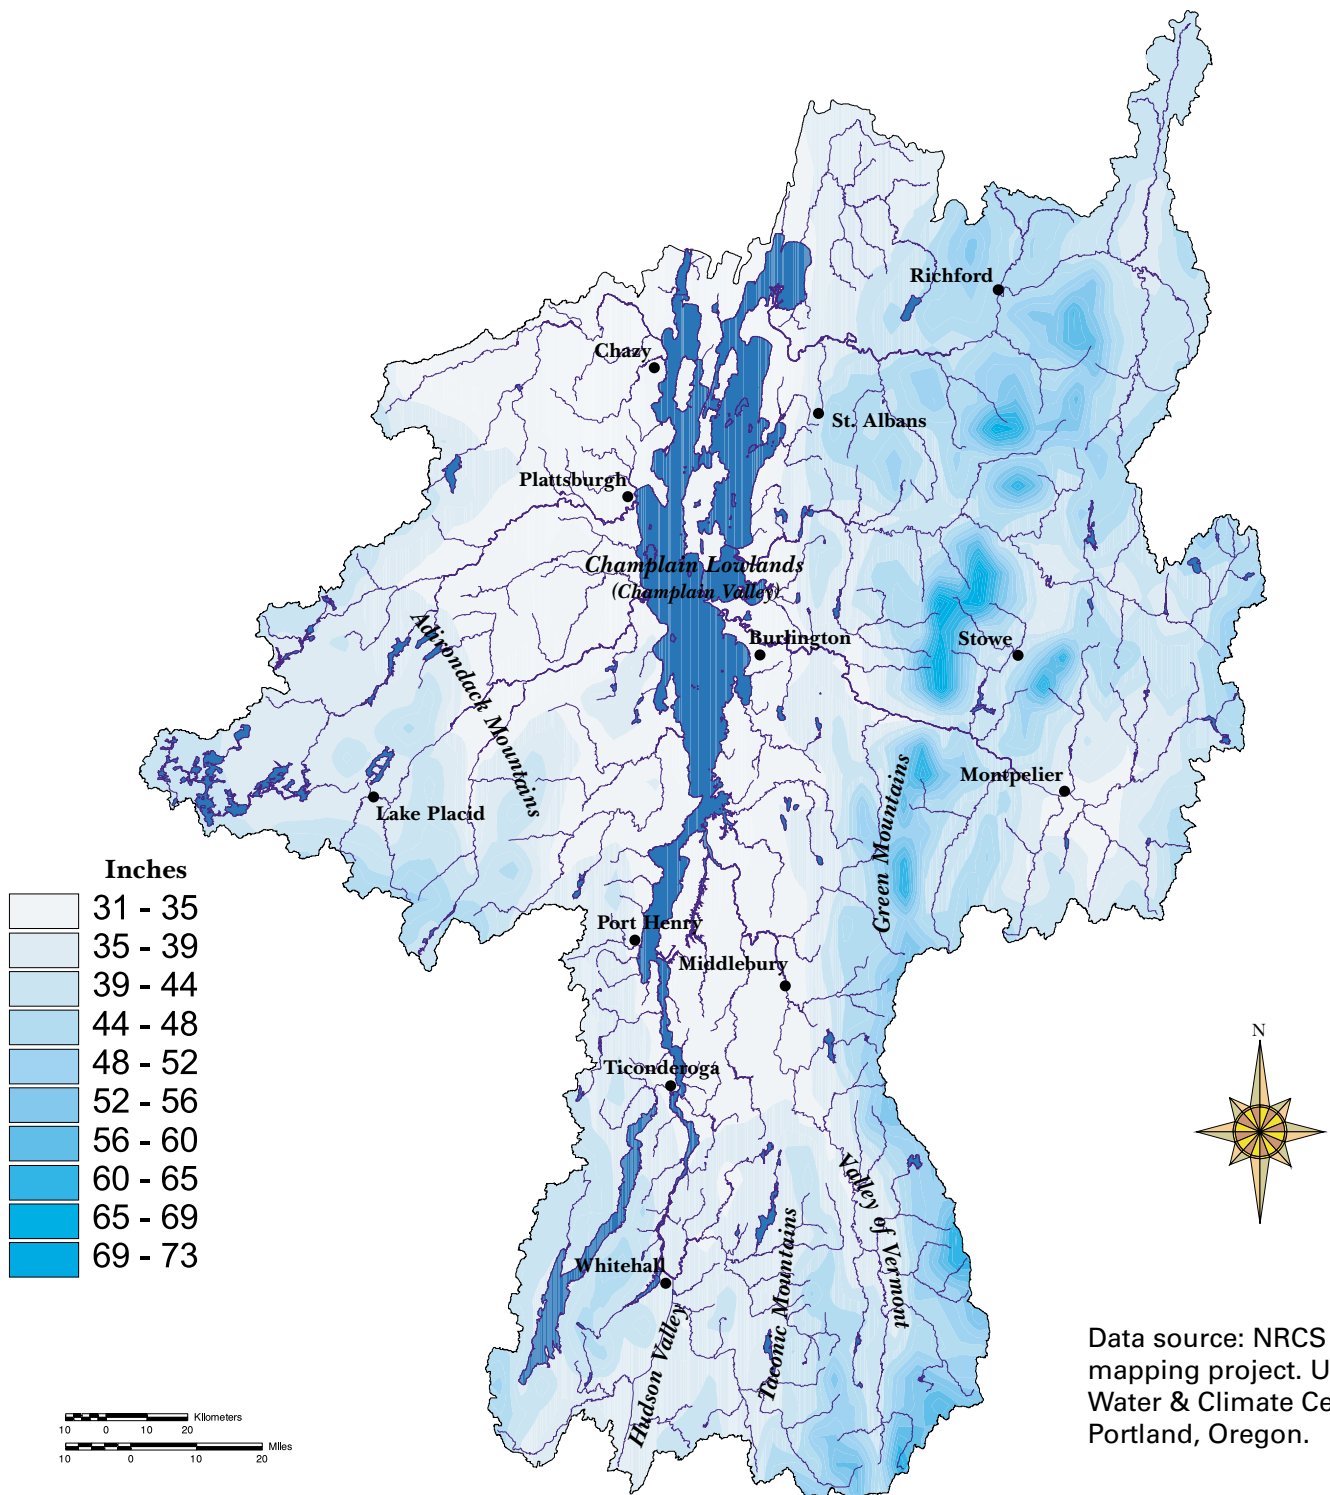 Richford
Chazy
St. Albans
Plattsburgh
Champlain Lowlands
(Champlain Valley)
Adirondack Mountains
Burlington
Stowe
Green Mountains
Montpelier
Lake Placid
Inches
31 - 35
35 - 39
39 - 44
44 - 48
48 - 52
52 - 56
56 - 60
60 - 65
65 - 69
69 - 73
Port Henry
Middlebury
N
Ticonderoga
Valley of Vermont
Whitehall
Taconic Mountains
Hudson Valley
Data source: NRCS
mapping project. U
Water & Climate Ce
Portland, Oregon.
10 0 10 20 Kilometers
10 0 10 20 Miles